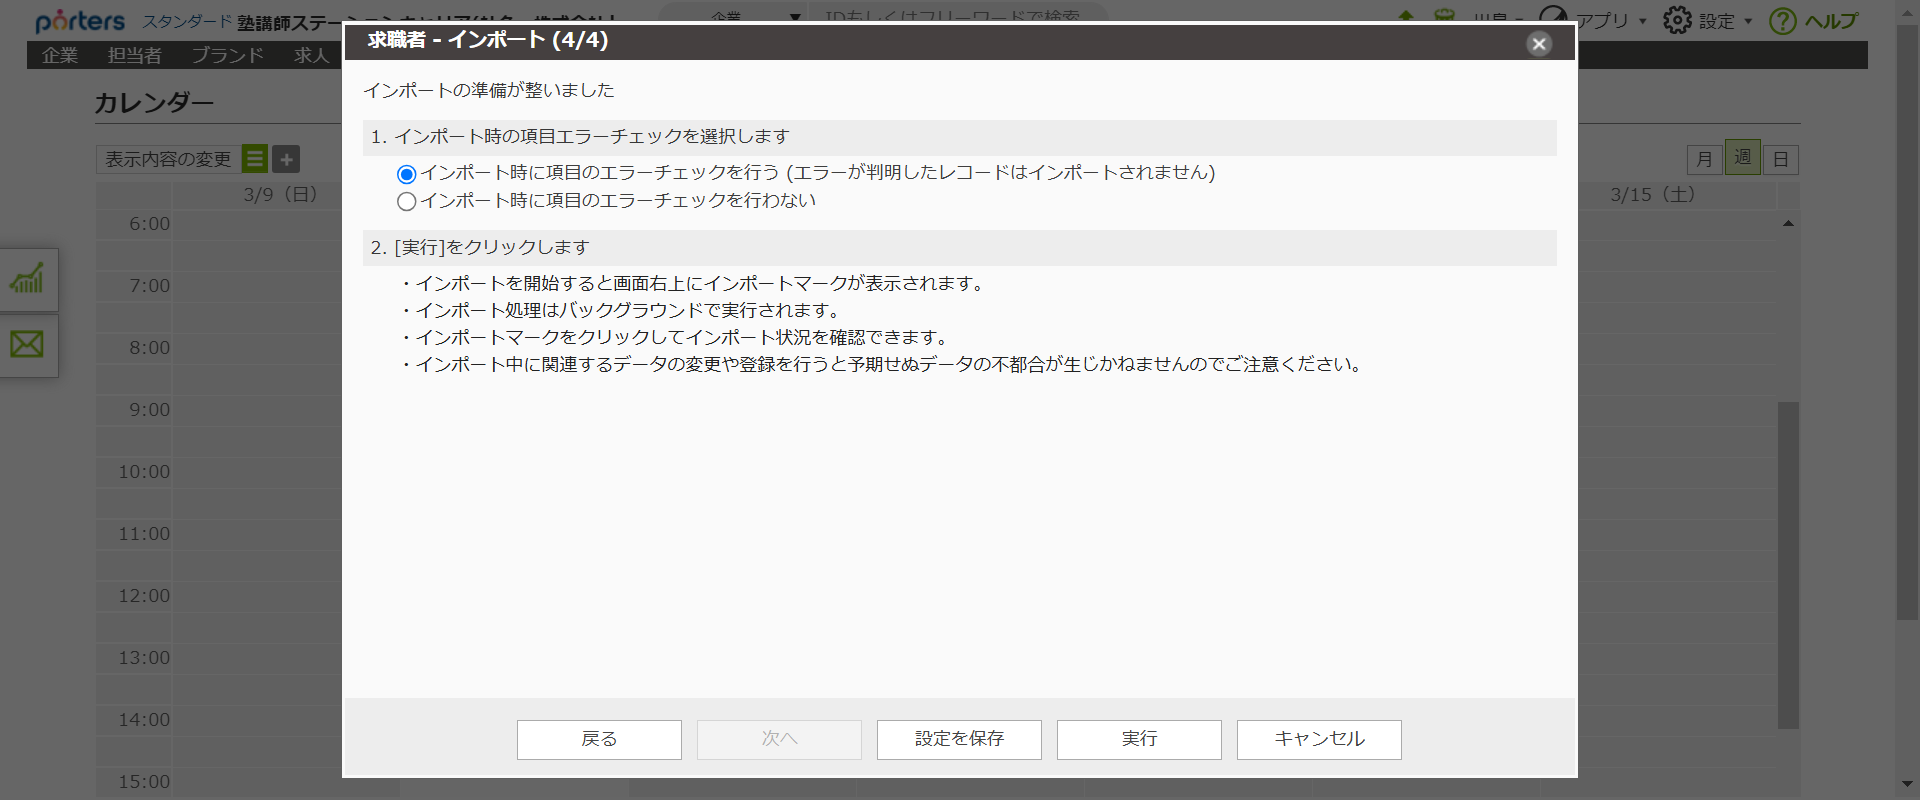 porters スタンダード 塾講師ステーション
企業
設定
アプリ
ヘルプ
企業 担当者 ブランド 求人
カレンダー
表示内容の変更
月 週 日
3/9（日）
3/15（土）
6:00
7:00
8:00
9:00
10:00
11:00
12:00
13:00
14:00
15:00
求職者 - インポート (4/4)
インポートの準備が整いました
1. インポート時の項目エラーチェックを選択します
インポート時に項目のエラーチェックを行う (エラーが判明したレコードはインポートされません)
インポート時に項目のエラーチェックを行わない
2. [実行]をクリックします
・インポートを開始すると画面右上にインポートマークが表示されます。
・インポート処理はバックグラウンドで実行されます。
・インポートマークをクリックしてインポート状況を確認できます。
・インポート中に関連するデータの変更や登録を行うと予期せぬデータの不都合が生じかねませんのでご注意ください。
戻る 次へ 設定を保存 実行 キャンセル